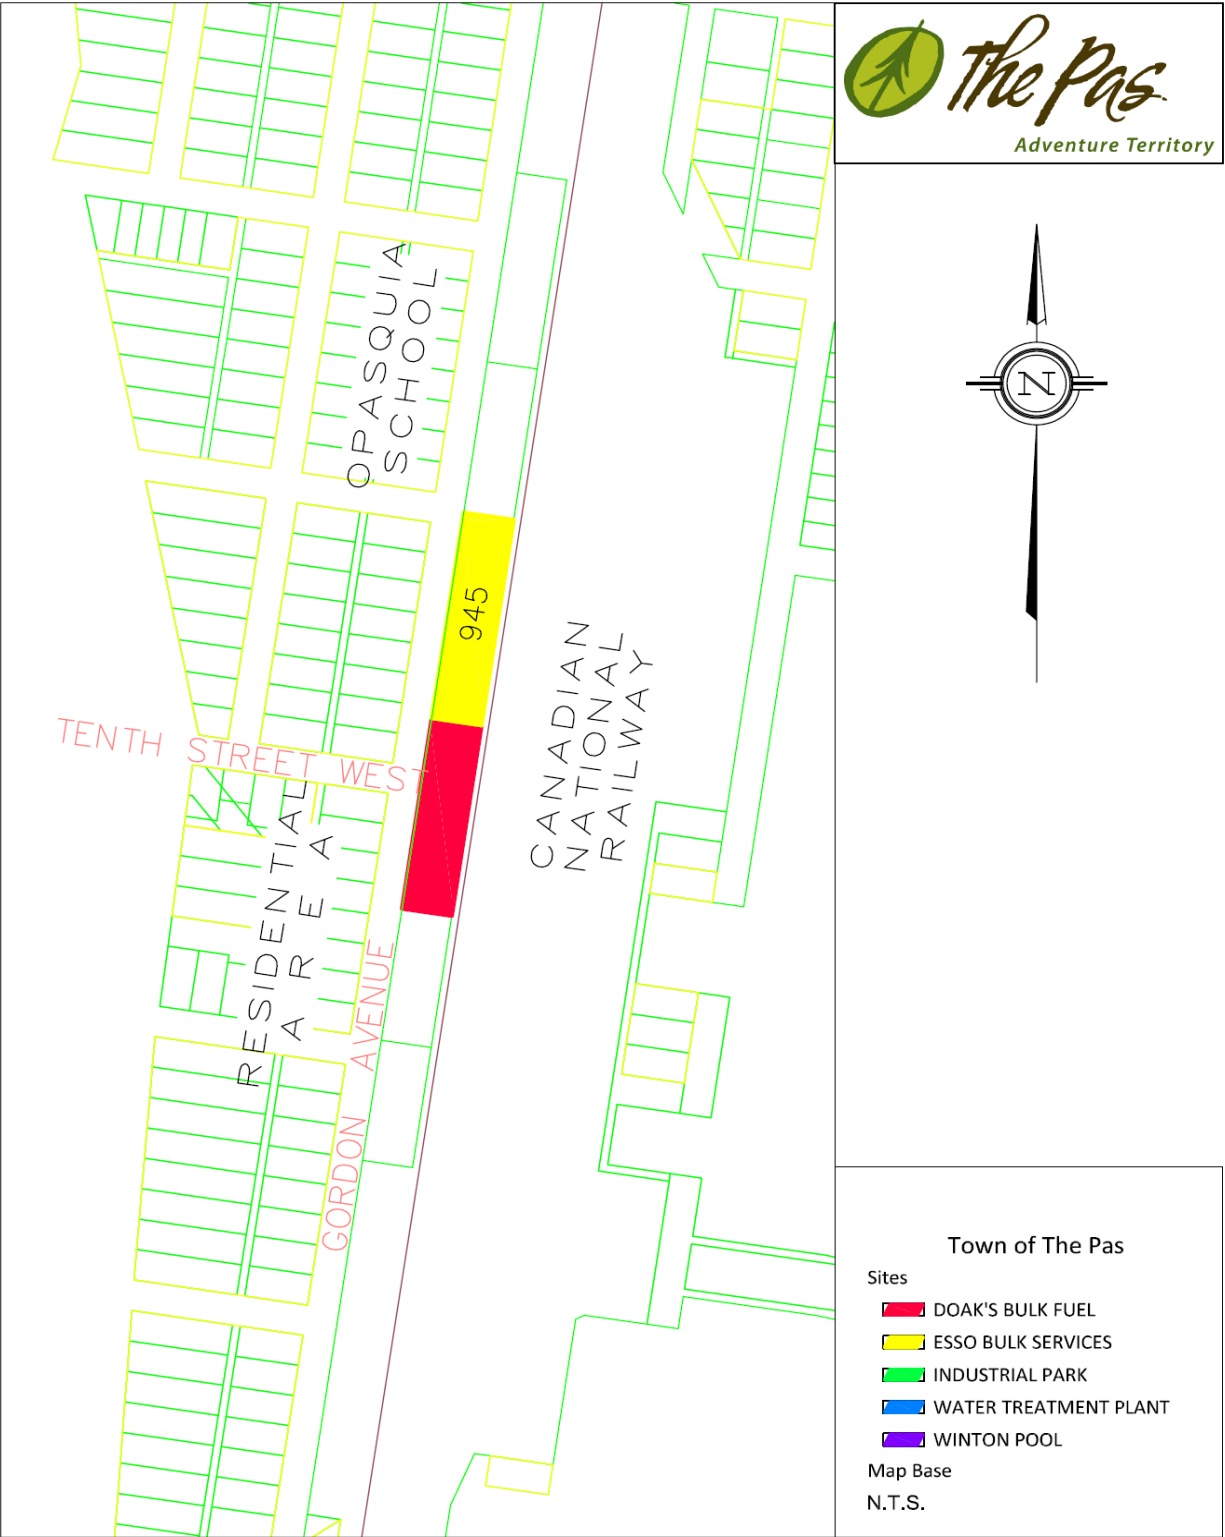 The Pas
Adventure Territory
N
OPASQUIA
SCHOOL
945
CANADIAN
NATIONAL
RAILWAY
TENTH STREET WEST
RESIDENTIAL
AREA
GORDON AVENUE
Town of The Pas
Sites
DOAK'S BULK FUEL
ESSO BULK SERVICES
INDUSTRIAL PARK
WATER TREATMENT PLANT
WINTON POOL
Map Base
N.T.S.